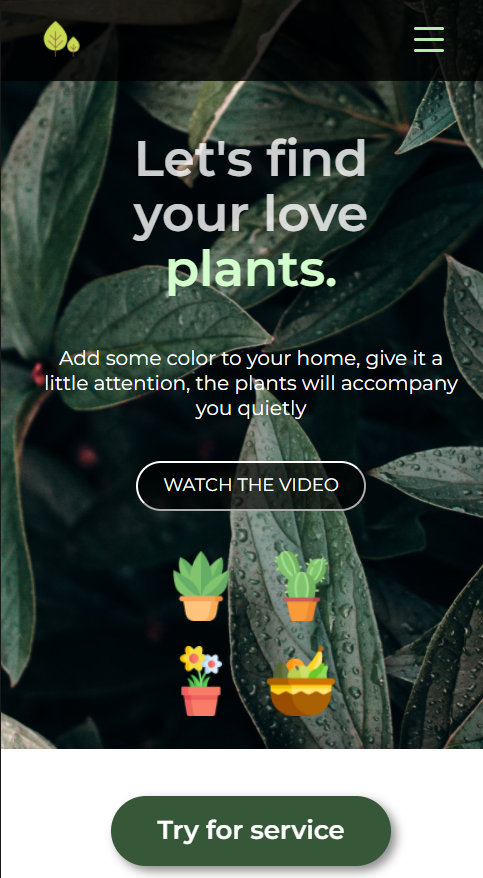 Let's find
your love
plants.
Add some color to your home, give it a
little attention, the plants will accompany
you quietly
WATCH THE VIDEO
Try for service